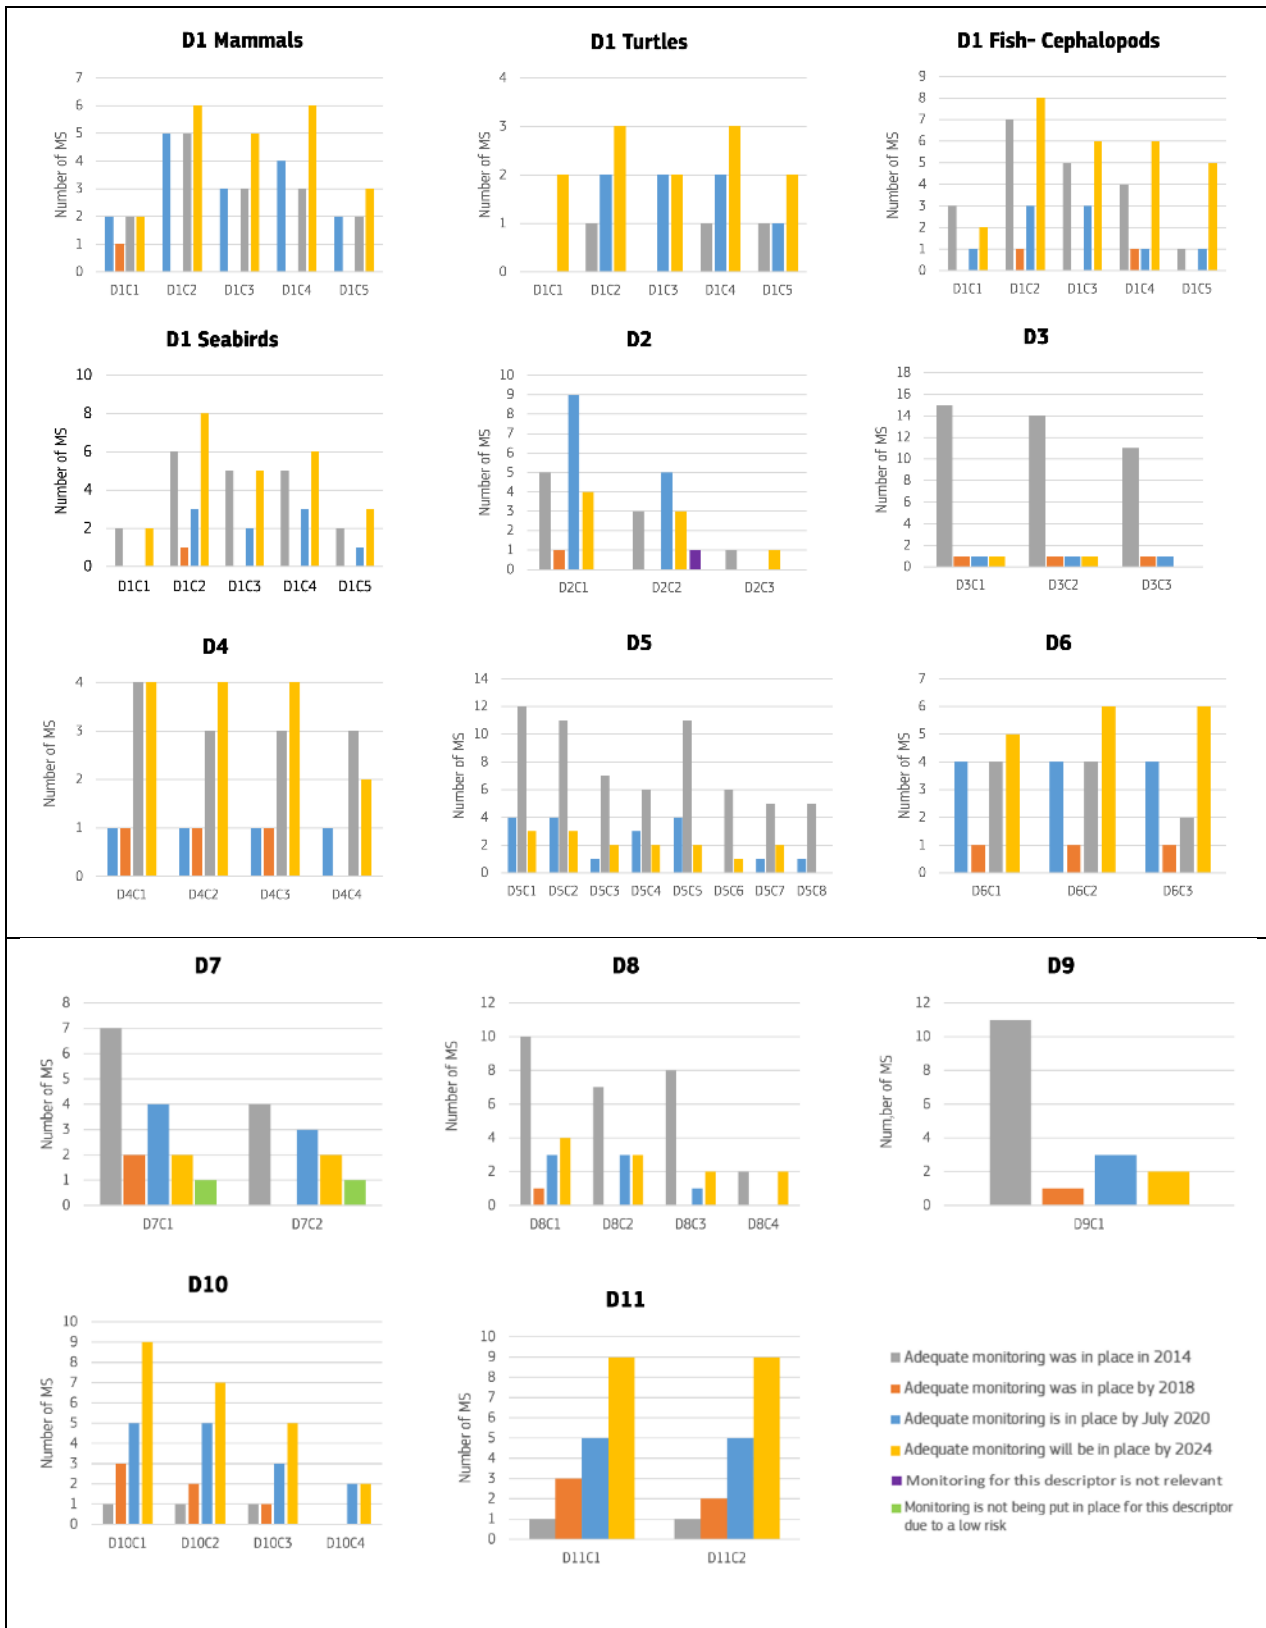 D1 Mammals
Number of MS
7
6
5
4
3
2
1
0
D1C1 D1C2 D1C3 D1C4 D1C5
D1 Turtles
Number of MS
4
3
2
1
0
D1C1 D1C2 D1C3 D1C4 D1C5
D1 Fish- Cephalopods
Number of MS
9
8
7
6
5
4
3
2
1
0
D1C1 D1C2 D1C3 D1C4 D1C5
D1 Seabirds
Number of MS
10
8
6
4
2
0
D1C1 D1C2 D1C3 D1C4 D1C5
D2
Number of MS
10
9
8
7
6
5
4
3
2
1
0
D2C1 D2C2 D2C3
D3
Number of MS
18
16
14
12
10
8
6
4
2
0
D3C1 D3C2 D3C3
D4
Number of MS
4
3
2
1
0
D4C1 D4C2 D4C3 D4C4
D5
Number of MS
14
12
10
8
6
4
2
0
D5C1 D5C2 D5C3 D5C4 D5C5 D5C6 D5C7 D5C8
D6
Number of MS
7
6
5
4
3
2
1
0
D6C1 D6C2 D6C3
D7
Number of MS
8
7
6
5
4
3
2
1
0
D7C1 D7C2
D8
Number of MS
12
10
8
6
4
2
0
D8C1 D8C2 D8C3 D8C4
D9
Num,ber of MS
12
10
8
6
4
2
0
D9C1
D10
Number of MS
10
9
8
7
6
5
4
3
2
1
0
D10C1 D10C2 D10C3 D10C4
D11
Number of MS
10
9
8
7
6
5
4
3
2
1
0
D11C1 D11C2
Adequate monitoring was in place in 2014
Adequate monitoring was in place by 2018
Adequate monitoring is in place by July 2020
Adequate monitoring will be in place by 2024
Monitoring for this descriptor is not relevant
Monitoring is not being put in place for this descriptor
due to a low risk